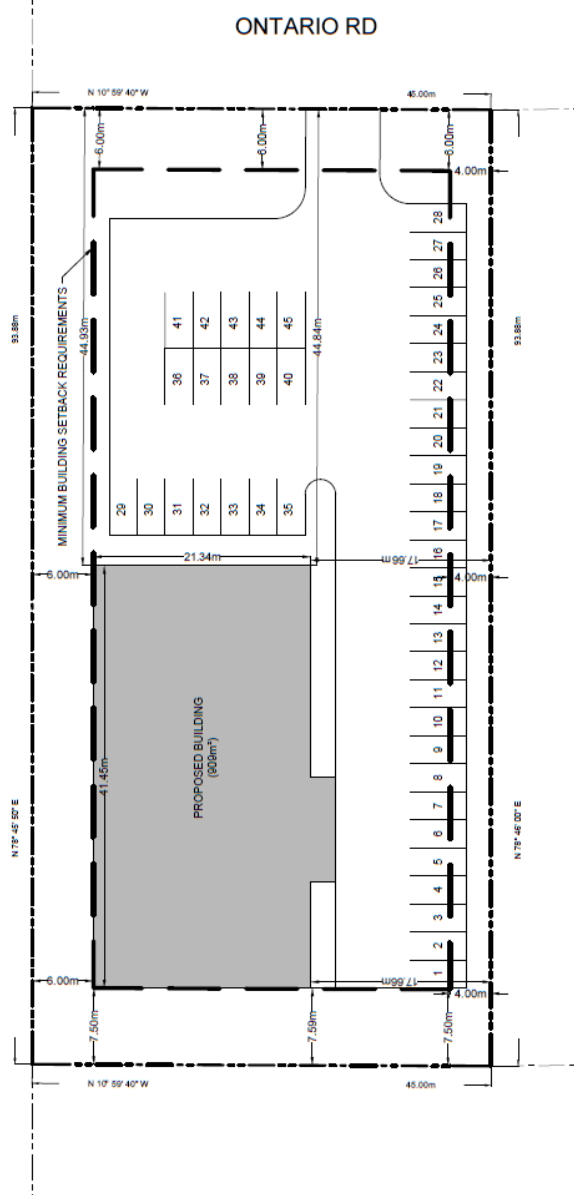 ONTARIO RD
N 10° 59' 40" W
45.00m
6.00m
6.00m
6.00m
4.00m
MINIMUM BUILDING SETBACK REQUIREMENTS
93.88m
44.93m
44.84m
93.88m
41
42
43
44
45
36
37
38
39
40
29
30
31
32
33
34
35
28
27
26
25
24
23
22
21
20
19
18
17
16
15
14
13
12
11
10
9
8
7
6
5
4
3
2
1
21.34m
17.66m
6.00m
4.00m
PROPOSED BUILDING
(909m²)
41.45m
N 78° 45' 50" E
N 78° 46' 00" E
6.00m
17.66m
4.00m
7.50m
7.59m
7.50m
N 10° 59' 40" W
45.00m